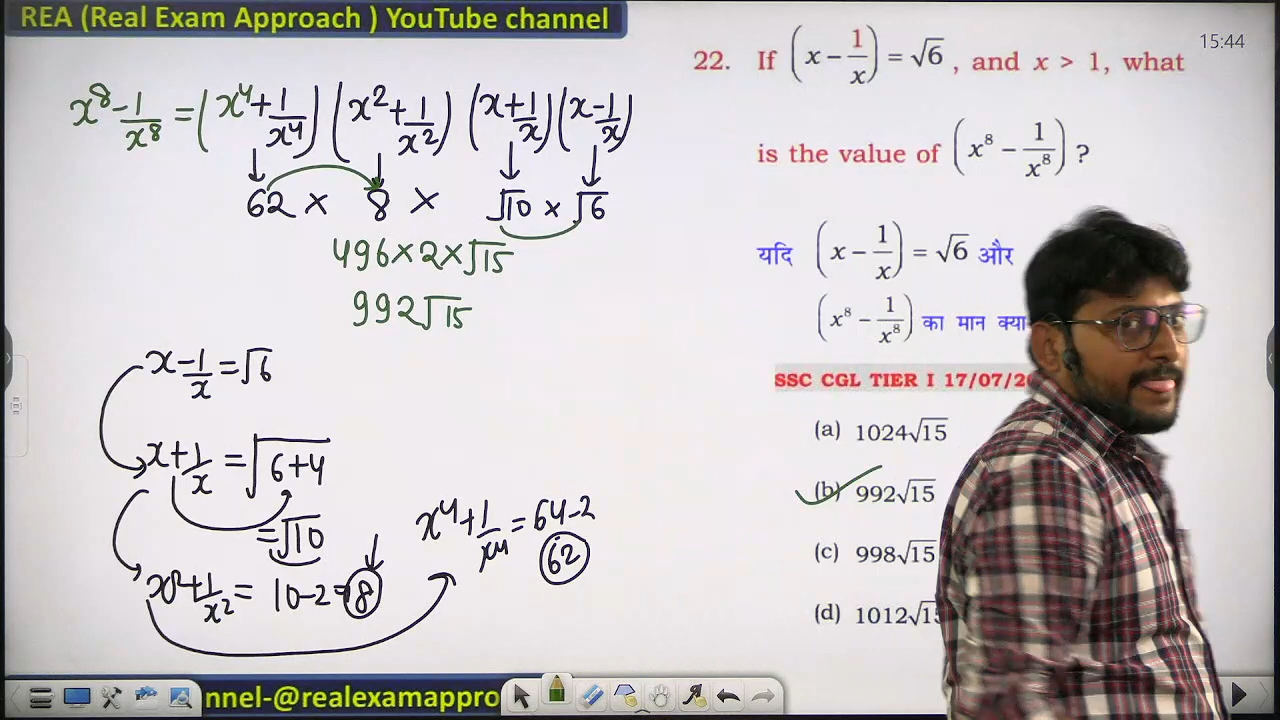 REA (Real Exam Approach ) YouTube channel
15:44
x⁸ - 1/x⁸ = (x⁴ + 1/x⁴) (x² + 1/x²) (x + 1/x) (x - 1/x)
62 × 8 × √10 × √6
496 × 2 × √15
992√15
x - 1/x = √6
x + 1/x = √(6+4)
= √10
x² + 1/x² = 10 - 2 = 8
x⁴ + 1/x⁴ = 64 - 2
62
22. If (x - 1/x) = √6 , and x > 1, what
is the value of (x⁸ - 1/x⁸) ?
यदि (x - 1/x) = √6 और
(x⁸ - 1/x⁸) का मान क्या
SSC CGL TIER I 17/07/20
(a) 1024√15
(b) 992√15
(c) 998√15
(d) 1012√15
nnel-@realexamappro